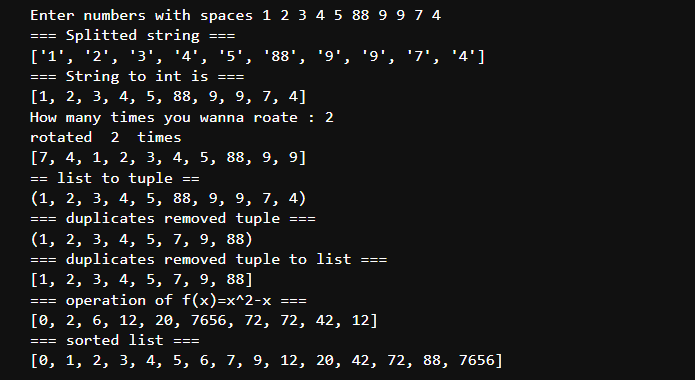 Enter numbers with spaces 1 2 3 4 5 88 9 9 7 4
=== Splitted string ===
['1', '2', '3', '4', '5', '88', '9', '9', '7', '4']
=== String to int is ===
[1, 2, 3, 4, 5, 88, 9, 9, 7, 4]
How many times you wanna roate : 2
rotated  2  times
[7, 4, 1, 2, 3, 4, 5, 88, 9, 9]
== list to tuple ==
(1, 2, 3, 4, 5, 88, 9, 9, 7, 4)
=== duplicates removed tuple ===
(1, 2, 3, 4, 5, 7, 9, 88)
=== duplicates removed tuple to list ===
[1, 2, 3, 4, 5, 7, 9, 88]
=== operation of f(x)=x^2-x ===
[0, 2, 6, 12, 20, 7656, 72, 72, 42, 12]
=== sorted list ===
[0, 1, 2, 3, 4, 5, 6, 7, 9, 12, 20, 42, 72, 88, 7656]